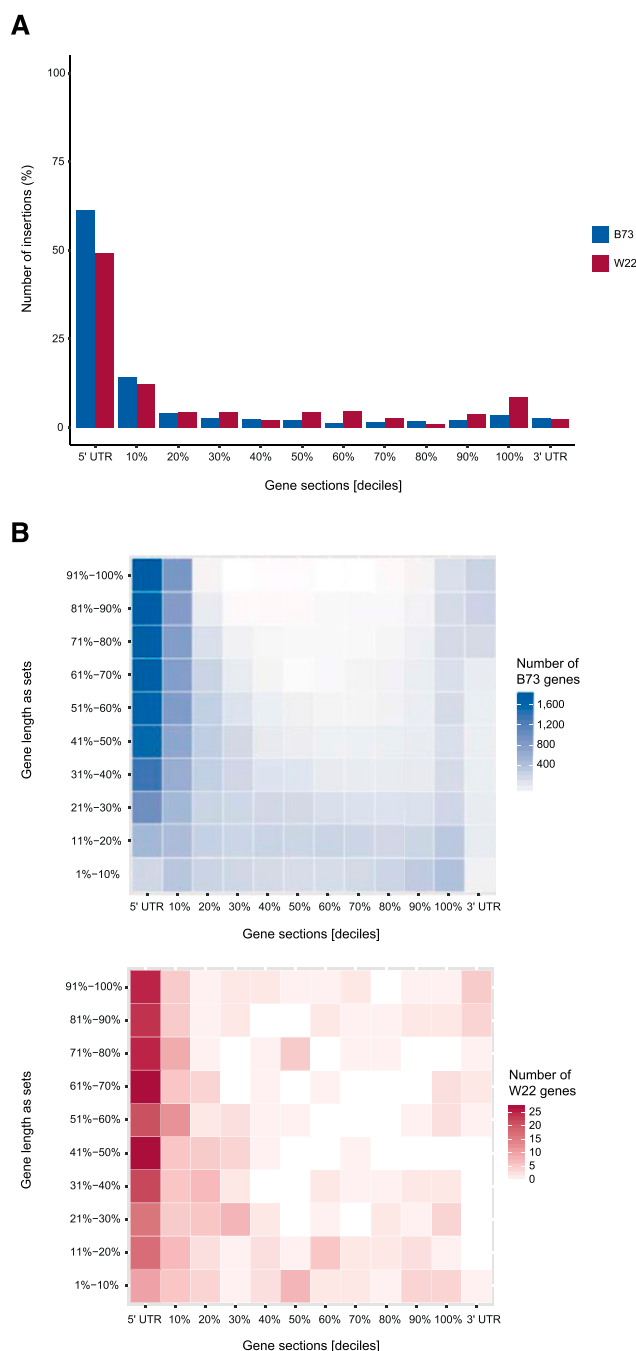 A
Number of insertions (%)
100
75
50
25
0
5' UTR 10% 20% 30% 40% 50% 60% 70% 80% 90% 100% 3' UTR
Gene sections [deciles]
B73
W22
B
Gene length as sets
91%−100%
81%−90%
71%−80%
61%−70%
51%−60%
41%−50%
31%−40%
21%−30%
11%−20%
1%−10%
5' UTR 10% 20% 30% 40% 50% 60% 70% 80% 90% 100% 3' UTR
Gene sections [deciles]
Number of
B73 genes
1,600
1,200
800
400
Gene length as sets
91%−100%
81%−90%
71%−80%
61%−70%
51%−60%
41%−50%
31%−40%
21%−30%
11%−20%
1%−10%
5' UTR 10% 20% 30% 40% 50% 60% 70% 80% 90% 100% 3' UTR
Gene sections [deciles]
Number of
W22 genes
25
20
15
10
5
0